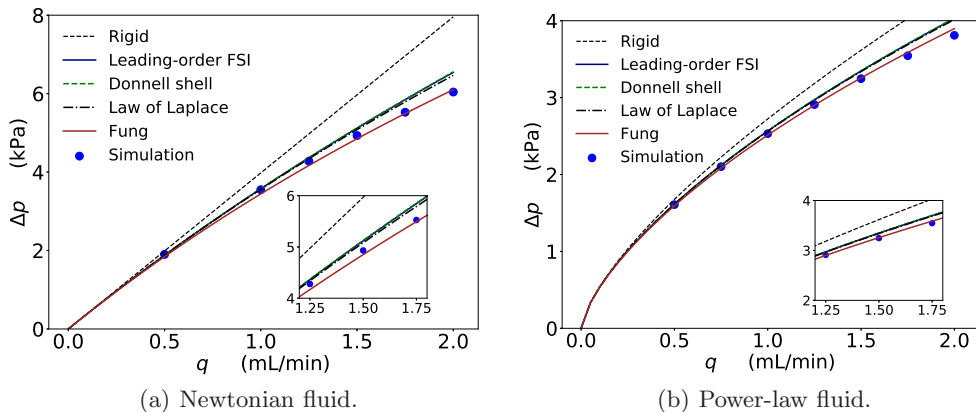 8
6
4
2
0
Δp (kPa)
Rigid
Leading-order FSI
Donnell shell
Law of Laplace
Fung
Simulation
6
5
4
1.25 1.50 1.75
0.0 0.5 1.0 1.5 2.0
q (mL/min)
(a) Newtonian fluid.
4
3
2
1
0
Δp (kPa)
Rigid
Leading-order FSI
Donnell shell
Law of Laplace
Fung
Simulation
4
3
2
1.25 1.50 1.75
0.0 0.5 1.0 1.5 2.0
q (mL/min)
(b) Power-law fluid.